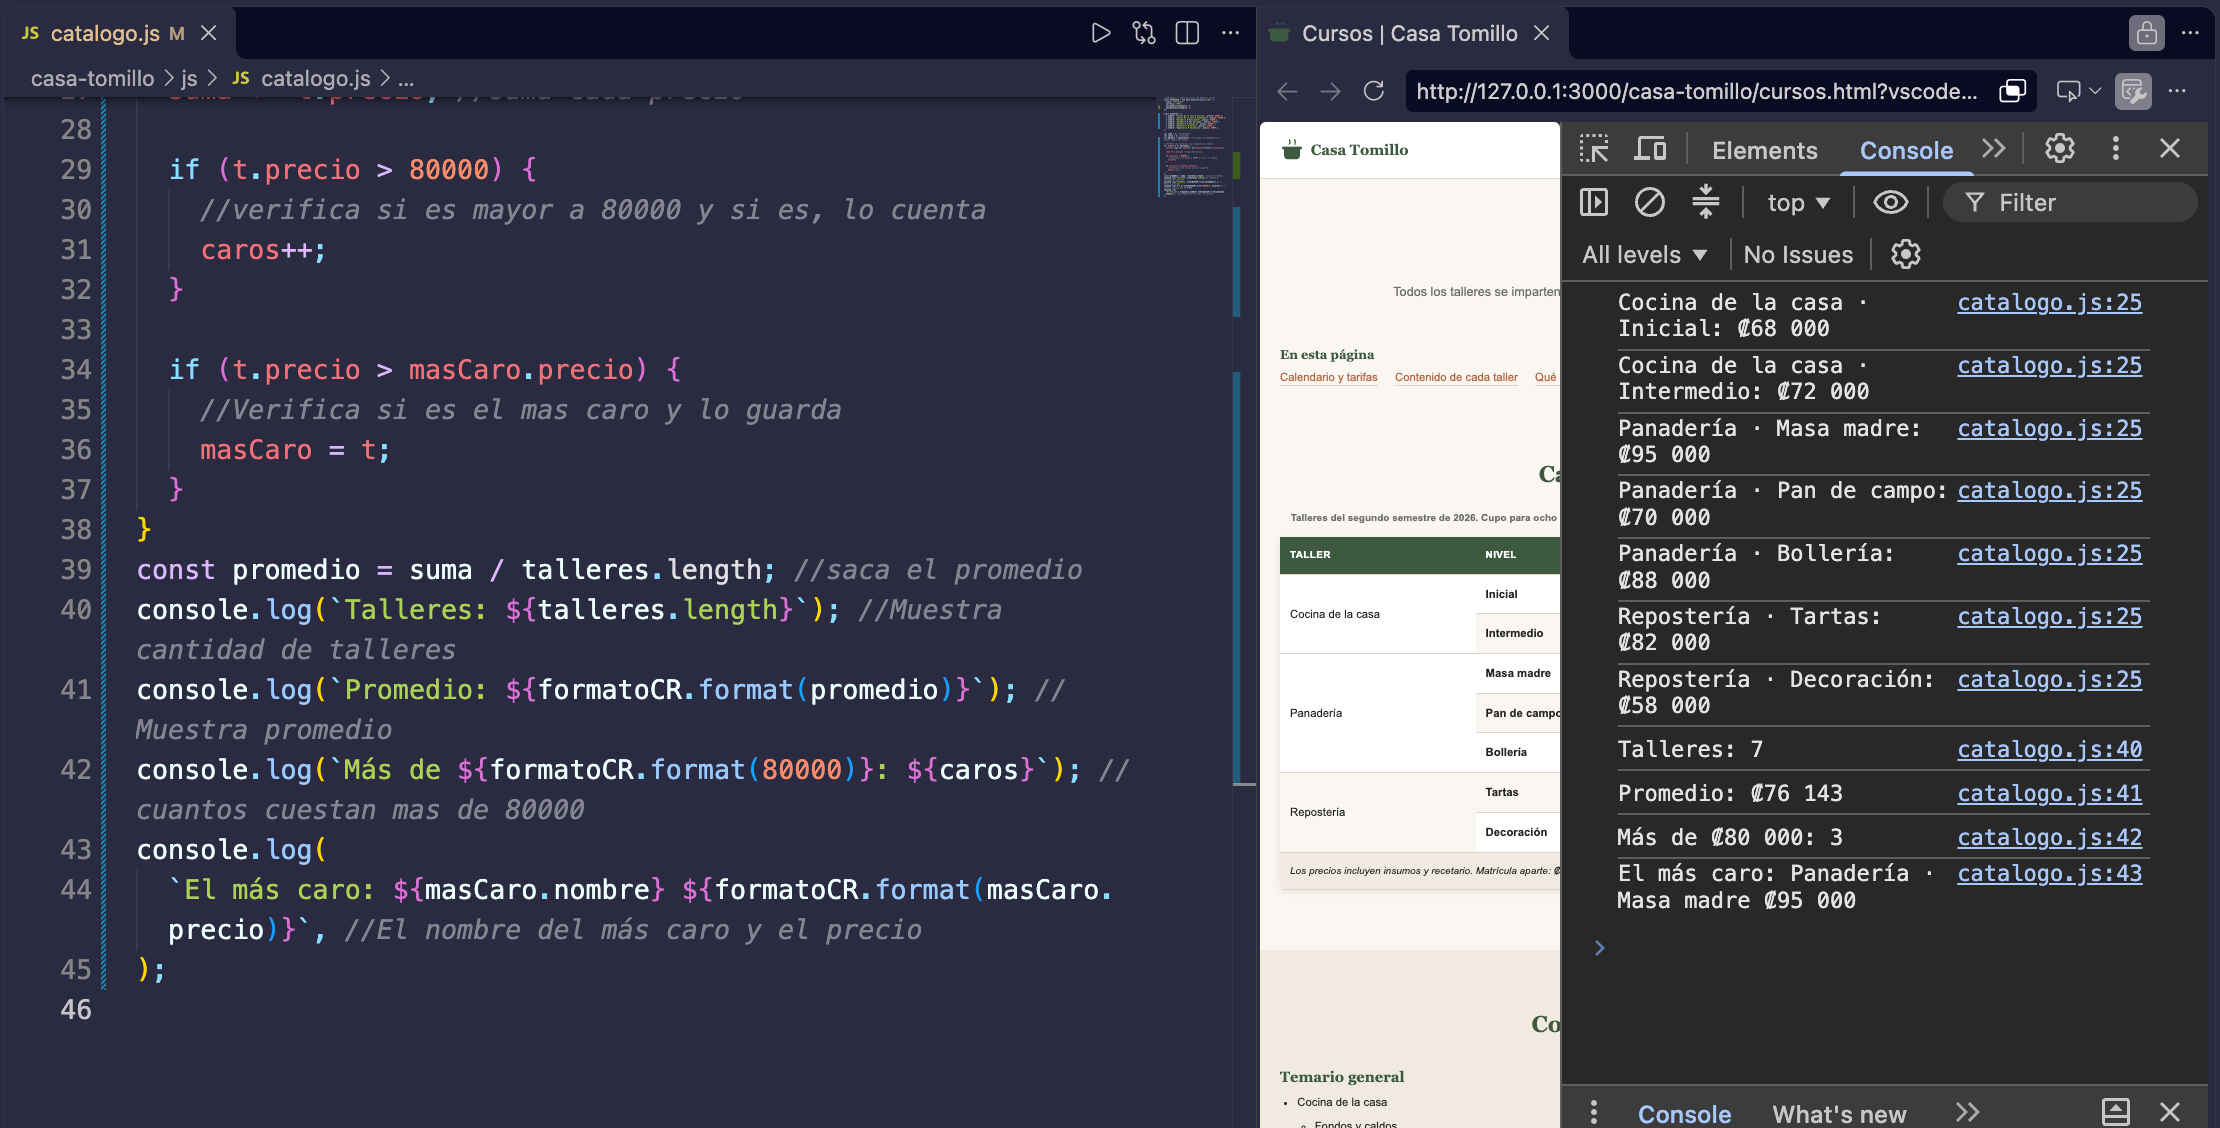 JS catalogo.js M
casa-tomillo > js > JS catalogo.js > ...
28
29 if (t.precio > 80000) {
30 //verifica si es mayor a 80000 y si es, lo cuenta
31 caros++;
32 }
33
34 if (t.precio > masCaro.precio) {
35 //Verifica si es el mas caro y lo guarda
36 masCaro = t;
37 }
38 }
39 const promedio = suma / talleres.length; //saca el promedio
40 console.log(`Talleres: ${talleres.length}`); //Muestra
cantidad de talleres
41 console.log(`Promedio: ${formatoCR.format(promedio)}`); //
Muestra promedio
42 console.log(`Más de ${formatoCR.format(80000)}: ${caros}`); //
cuantos cuestan mas de 80000
43 console.log(
44 `El más caro: ${masCaro.nombre} ${formatoCR.format(masCaro.
precio)}`, //El nombre del más caro y el precio
45 );
46
Cursos | Casa Tomillo
http://127.0.0.1:3000/casa-tomillo/cursos.html?vscode...
Casa Tomillo
Todos los talleres se imparten
En esta página
Calendario y tarifas Contenido de cada taller Qué
Ca
Talleres del segundo semestre de 2026. Cupo para ocho
TALLER NIVEL
Cocina de la casa
Inicial
Intermedio
Panadería
Masa madre
Pan de campo
Bollería
Repostería
Tartas
Decoración
Los precios incluyen insumos y recetario. Matrícula aparte: ₡
Co
Temario general
• Cocina de la casa
Fondos y caldos
Elements Console
top Filter
All levels No Issues
Cocina de la casa · catalogo.js:25
Inicial: ₡68 000
Cocina de la casa · catalogo.js:25
Intermedio: ₡72 000
Panadería · Masa madre: catalogo.js:25
₡95 000
Panadería · Pan de campo: catalogo.js:25
₡70 000
Panadería · Bollería: catalogo.js:25
₡88 000
Repostería · Tartas: catalogo.js:25
₡82 000
Repostería · Decoración: catalogo.js:25
₡58 000
Talleres: 7 catalogo.js:40
Promedio: ₡76 143 catalogo.js:41
Más de ₡80 000: 3 catalogo.js:42
El más caro: Panadería · catalogo.js:43
Masa madre ₡95 000
Console What's new